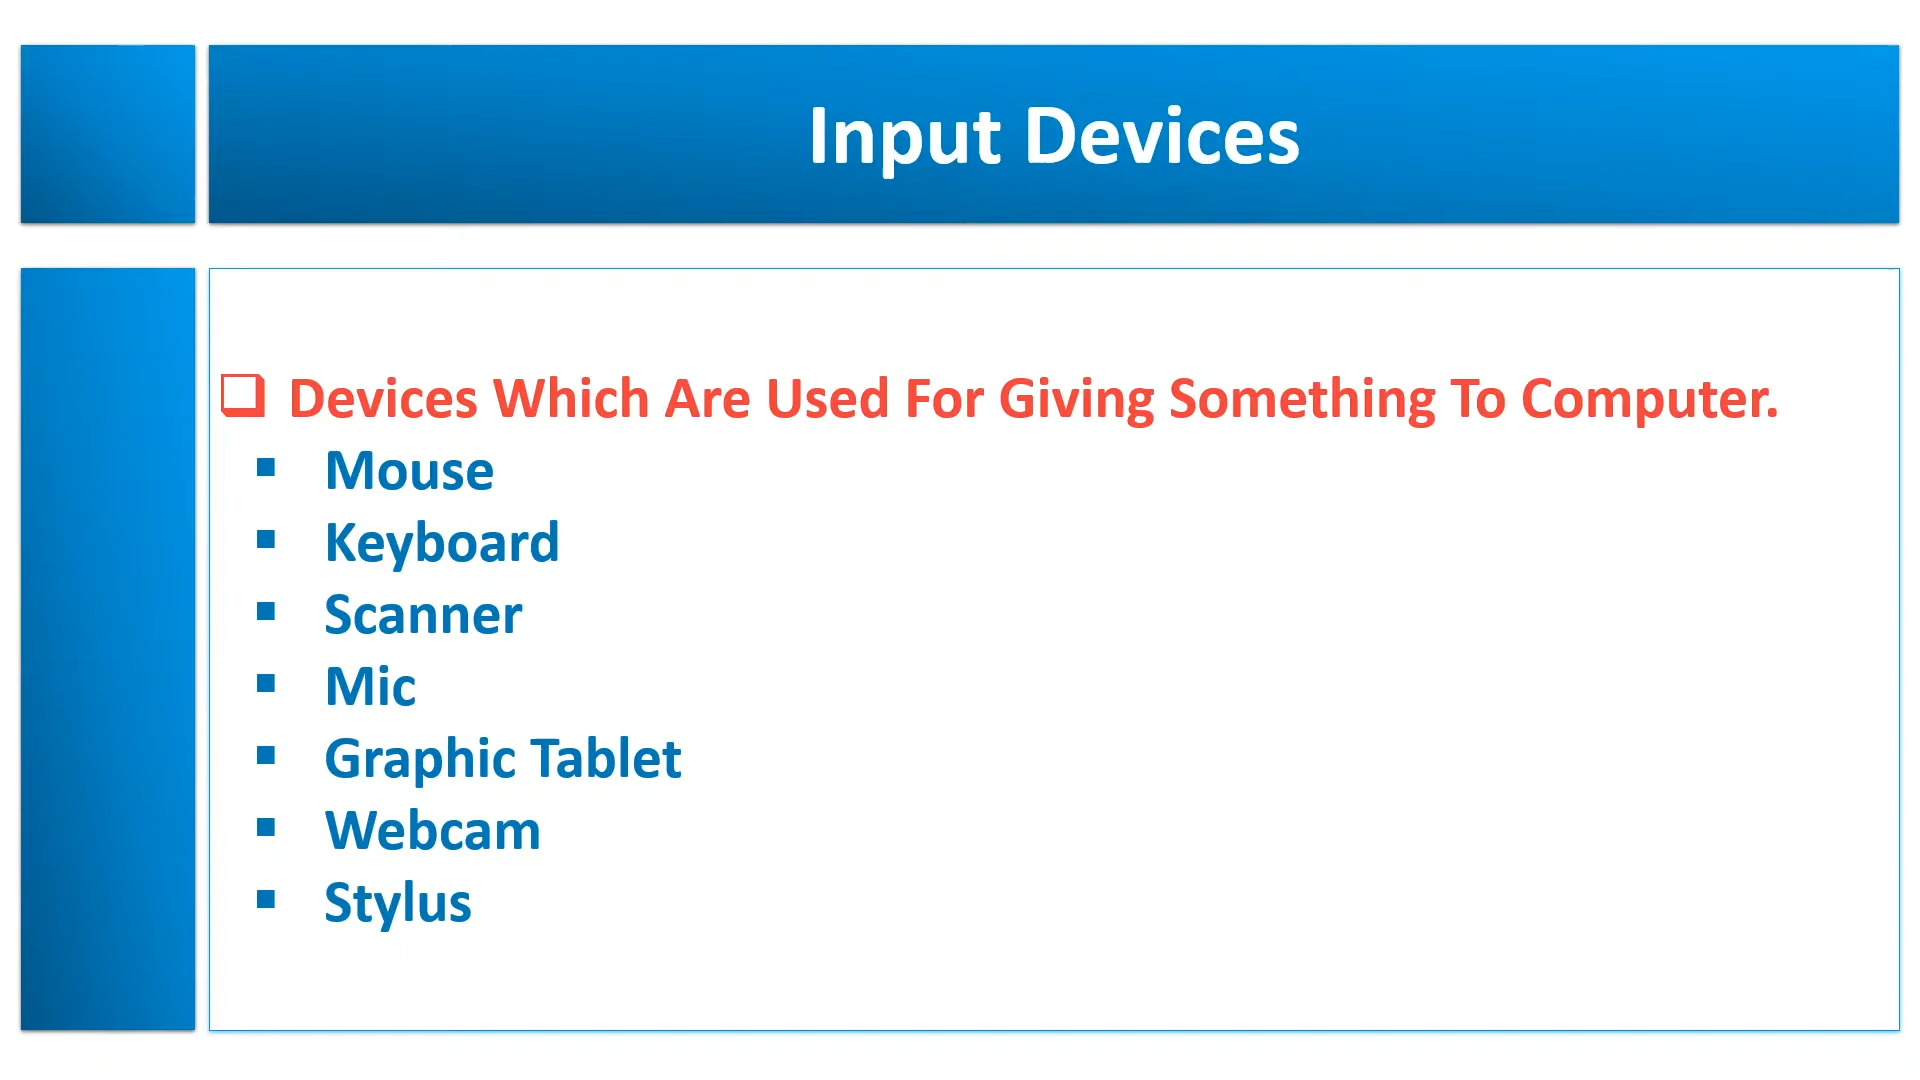 Input Devices
Devices Which Are Used For Giving Something To Computer.
Mouse
Keyboard
Scanner
Mic
Graphic Tablet
Webcam
Stylus